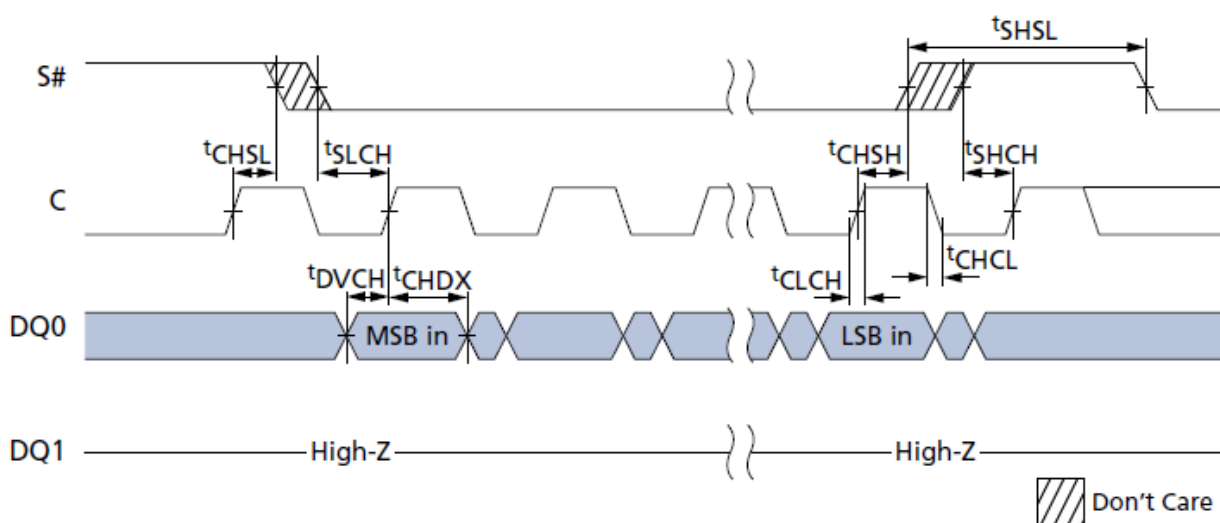 tSHSL
S#
tCHSL
tSLCH
tCHSH
tSHCH
C
tDVCH
tCHDX
tCLCH
tCHCL
DQ0
MSB in
LSB in
DQ1
High-Z
High-Z
Don't Care